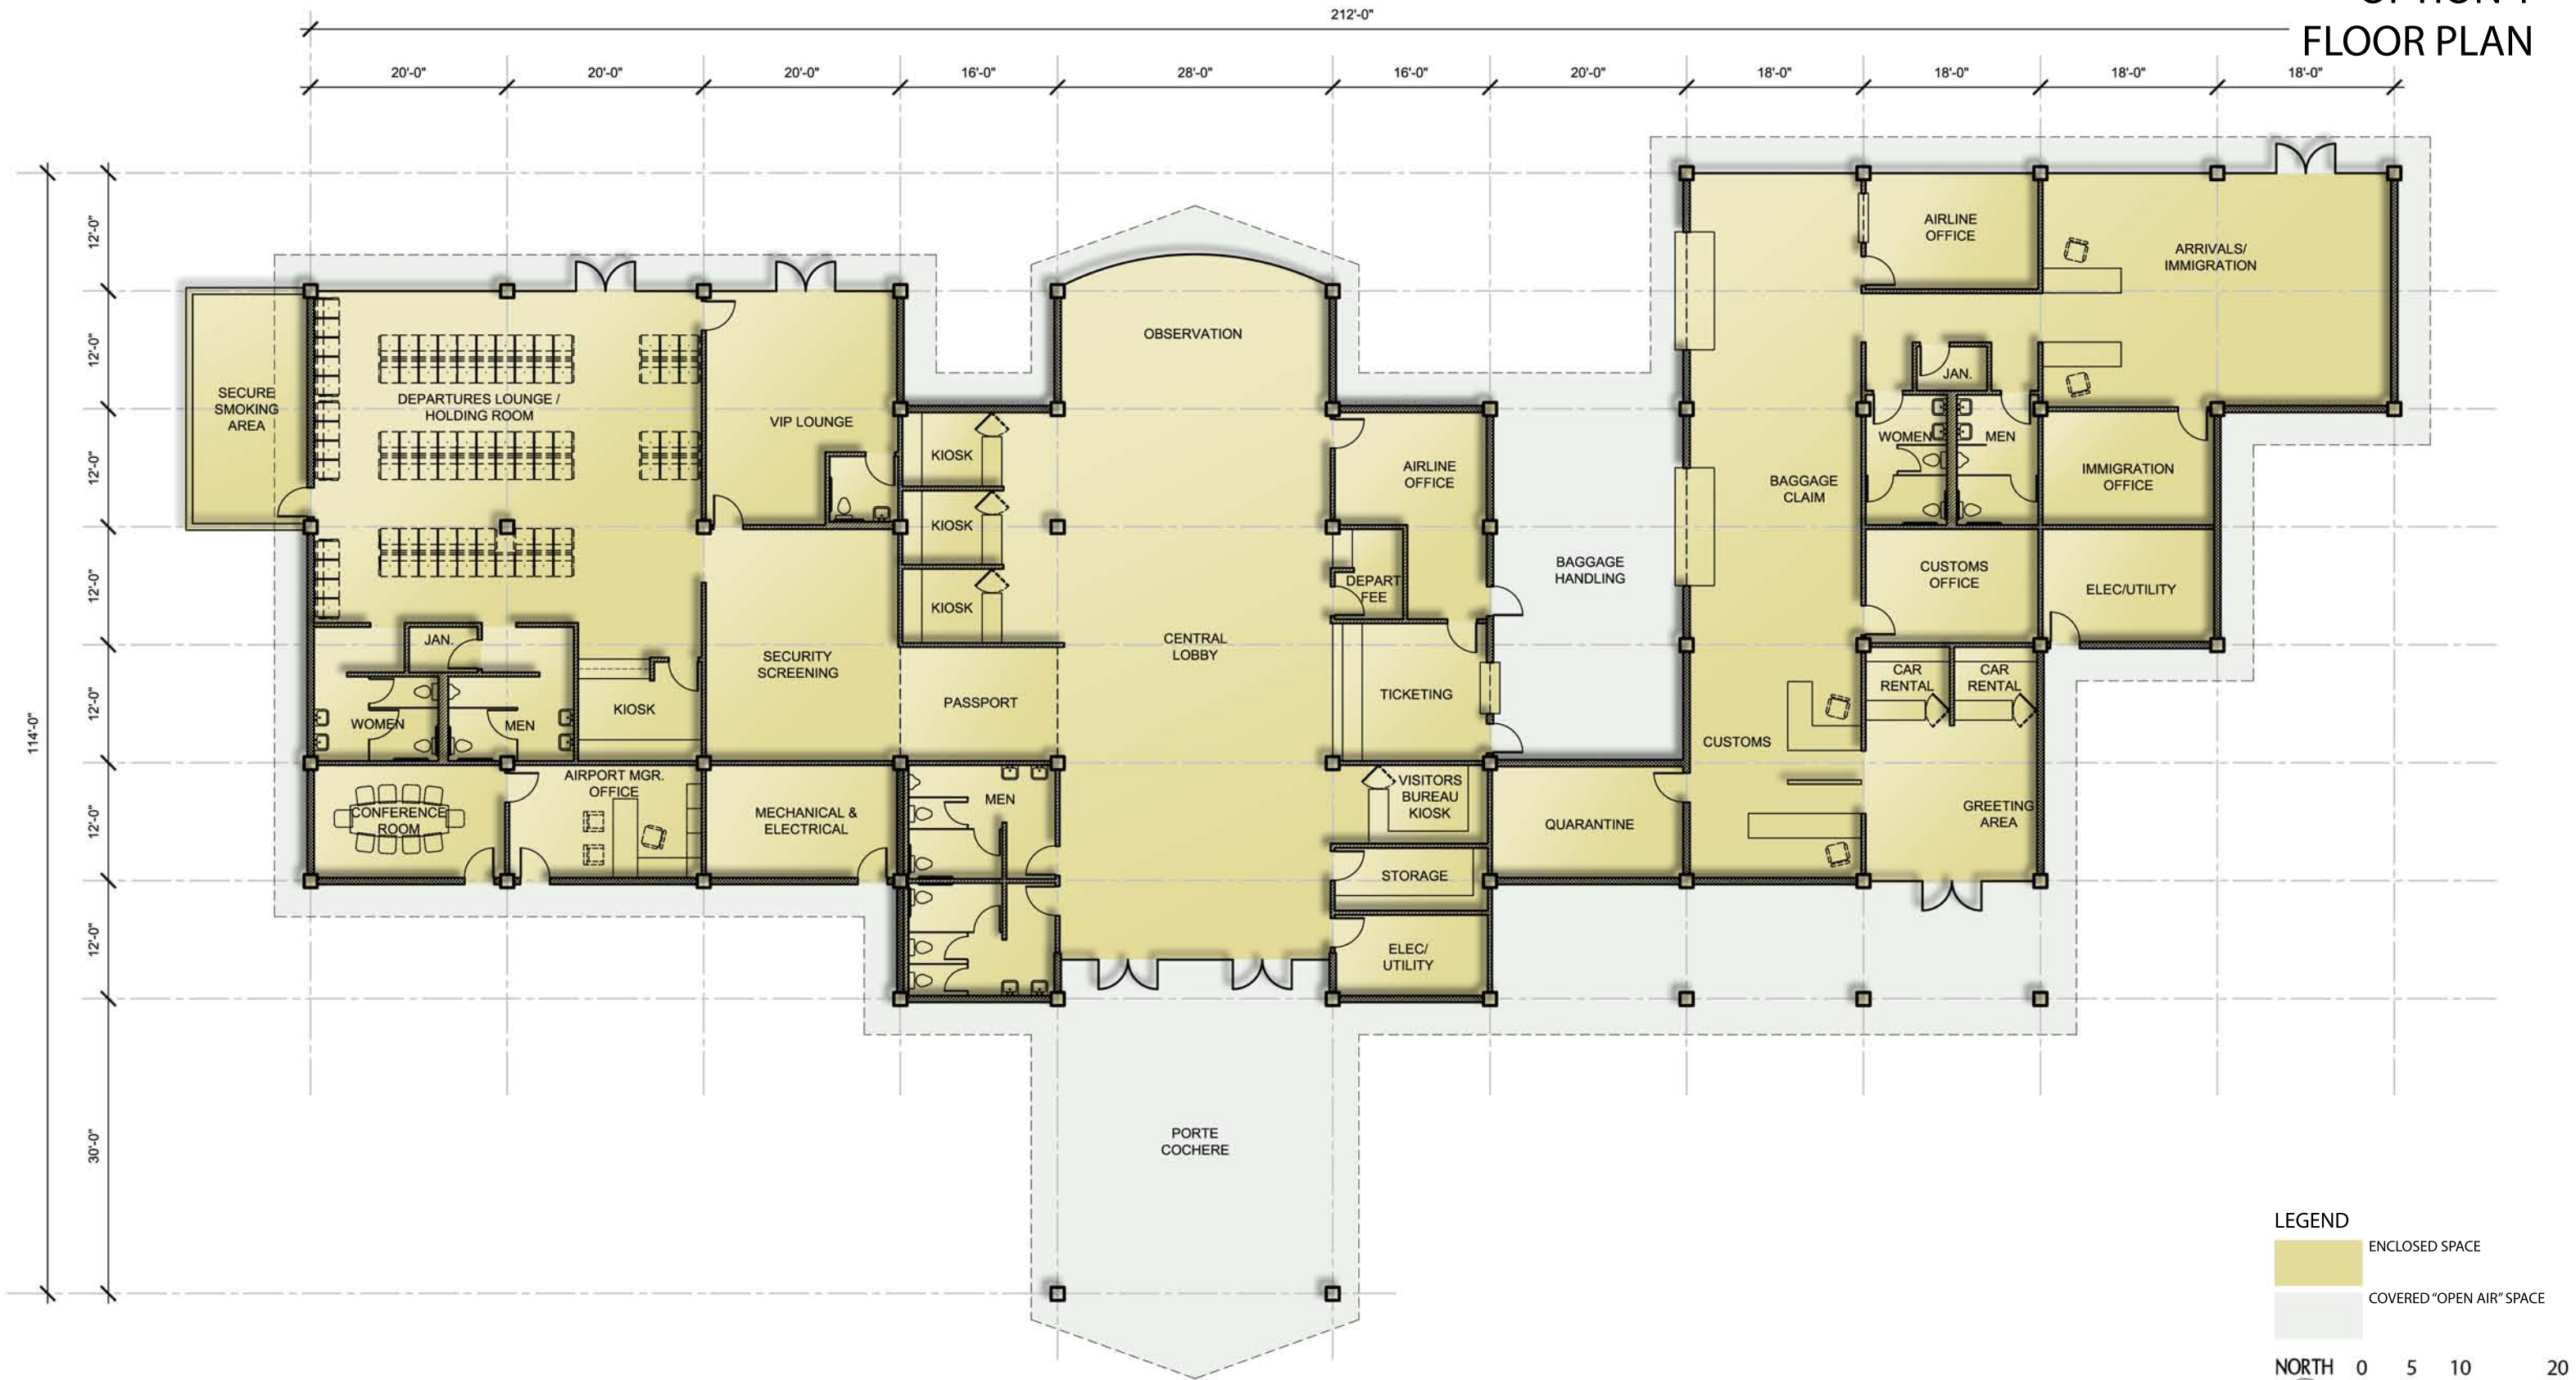 FLOOR PLAN
212'-0"
20'-0"
20'-0"
20'-0"
16'-0"
28'-0"
16'-0"
20'-0"
18'-0"
18'-0"
18'-0"
18'-0"
114'-0"
12'-0"
12'-0"
12'-0"
12'-0"
12'-0"
12'-0"
12'-0"
30'-0"
SECURE
SMOKING
AREA
DEPARTURES LOUNGE /
HOLDING ROOM
VIP LOUNGE
KIOSK
KIOSK
KIOSK
OBSERVATION
CENTRAL
LOBBY
JAN.
WOMEN
MEN
KIOSK
SECURITY
SCREENING
PASSPORT
CONFERENCE
ROOM
AIRPORT MGR.
OFFICE
MECHANICAL &
ELECTRICAL
MEN
AIRLINE
OFFICE
DEPART
FEE
TICKETING
VISITORS
BUREAU
KIOSK
STORAGE
ELEC/
UTILITY
BAGGAGE
HANDLING
QUARANTINE
BAGGAGE
CLAIM
CUSTOMS
AIRLINE
OFFICE
ARRIVALS/
IMMIGRATION
JAN.
WOMEN
MEN
IMMIGRATION
OFFICE
CUSTOMS
OFFICE
ELEC/UTILITY
CAR
RENTAL
CAR
RENTAL
GREETING
AREA
PORTE
COCHERE
LEGEND
ENCLOSED SPACE
COVERED "OPEN AIR" SPACE
NORTH 0 5 10 20